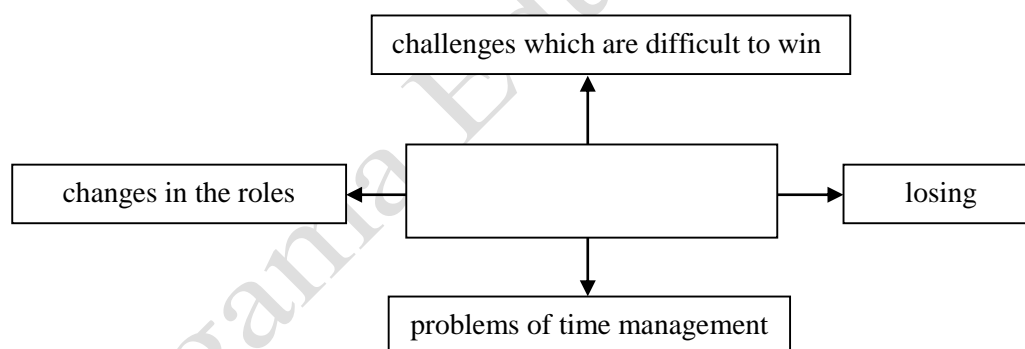 challenges which are difficult to win
changes in the roles
losing
problems of time management